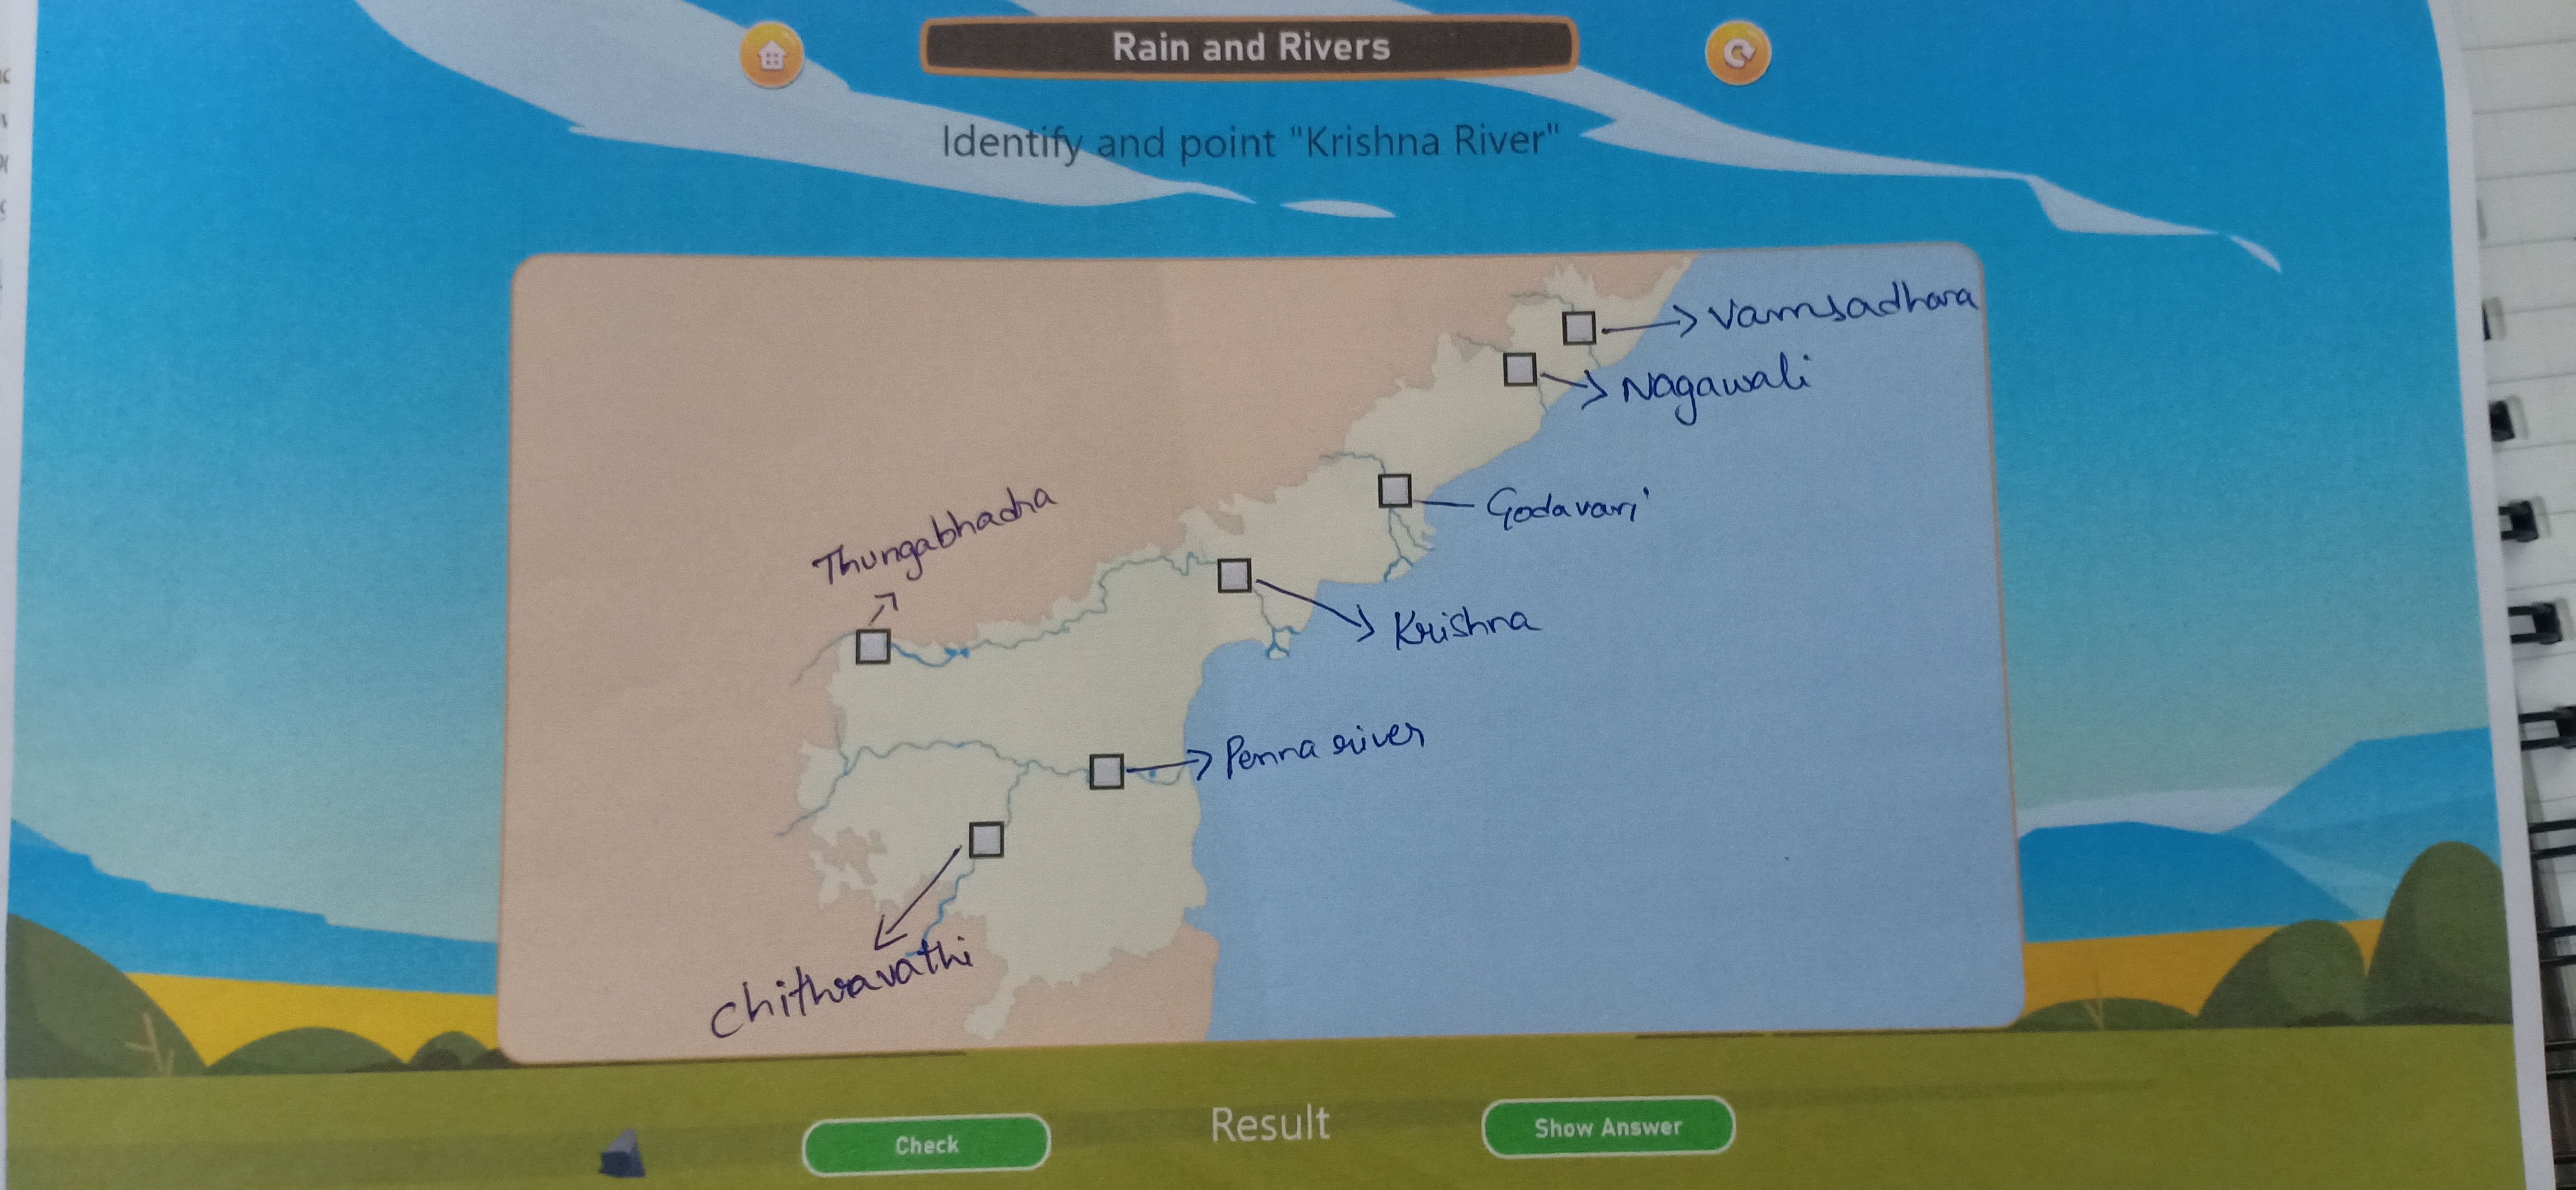 Rain and Rivers
Identify and point "Krishna River"
Vamsadhara
Nagawali
Godavari
Thungabhadra
Krishna
Penna river
Chithravathi
Check
Result
Show Answer